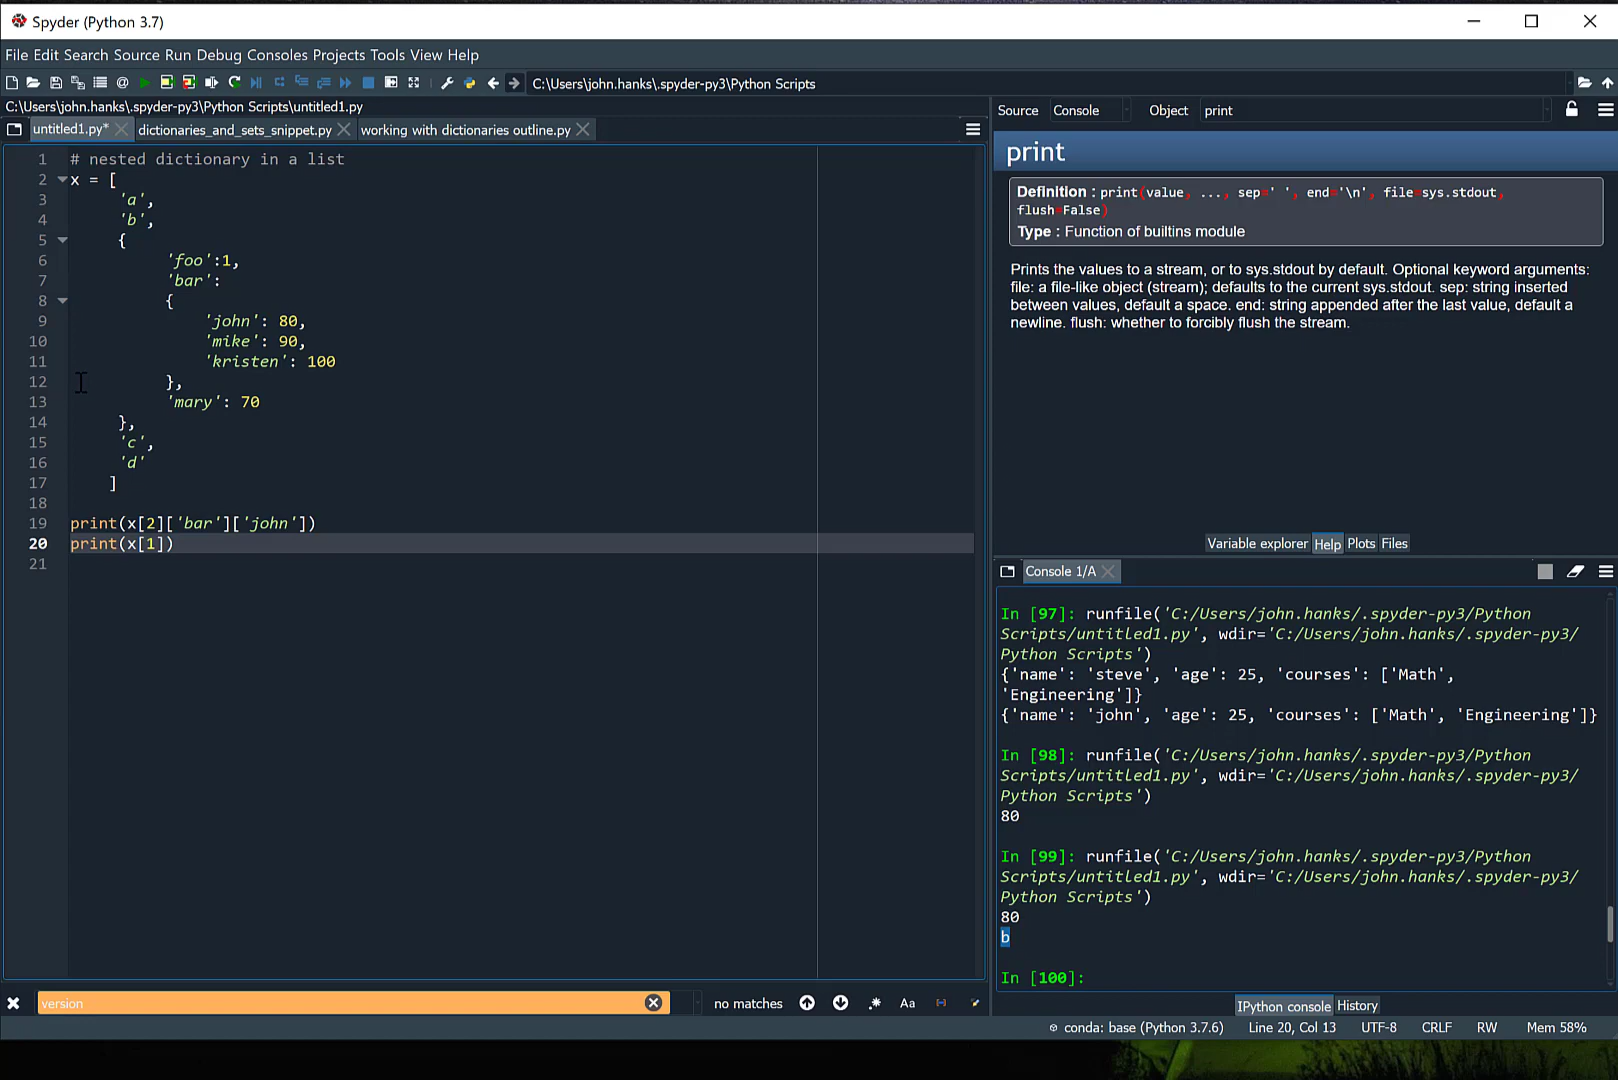 Spyder (Python 3.7)
File Edit Search Source Run Debug Consoles Projects Tools View Help
C:\Users\john.hanks\.spyder-py3\Python Scripts
C:\Users\john.hanks\.spyder-py3\Python Scripts\untitled1.py
untitled1.py* dictionaries_and_sets_snippet.py working with dictionaries outline.py
1 # nested dictionary in a list
2 x = [
3 'a',
4 'b',
5 {
6 'foo':1,
7 'bar':
8 {
9 'john': 80,
10 'mike': 90,
11 'kristen': 100
12 },
13 'mary': 70
14 },
15 'c',
16 'd'
17 ]
18
19 print(x[2]['bar']['john'])
20 print(x[1])
21
version no matches Aa
Source Console Object print
print
Definition : print(value, ..., sep=' ', end='\n', file=sys.stdout,
flush=False)
Type : Function of builtins module
Prints the values to a stream, or to sys.stdout by default. Optional keyword arguments:
file: a file-like object (stream); defaults to the current sys.stdout. sep: string inserted
between values, default a space. end: string appended after the last value, default a
newline. flush: whether to forcibly flush the stream.
Variable explorer Help Plots Files
Console 1/A
In [97]: runfile('C:/Users/john.hanks/.spyder-py3/Python
Scripts/untitled1.py', wdir='C:/Users/john.hanks/.spyder-py3/
Python Scripts')
{'name': 'steve', 'age': 25, 'courses': ['Math',
'Engineering']}
{'name': 'john', 'age': 25, 'courses': ['Math', 'Engineering']}
In [98]: runfile('C:/Users/john.hanks/.spyder-py3/Python
Scripts/untitled1.py', wdir='C:/Users/john.hanks/.spyder-py3/
Python Scripts')
80
In [99]: runfile('C:/Users/john.hanks/.spyder-py3/Python
Scripts/untitled1.py', wdir='C:/Users/john.hanks/.spyder-py3/
Python Scripts')
80
b
In [100]:
IPython console History
conda: base (Python 3.7.6) Line 20, Col 13 UTF-8 CRLF RW Mem 58%